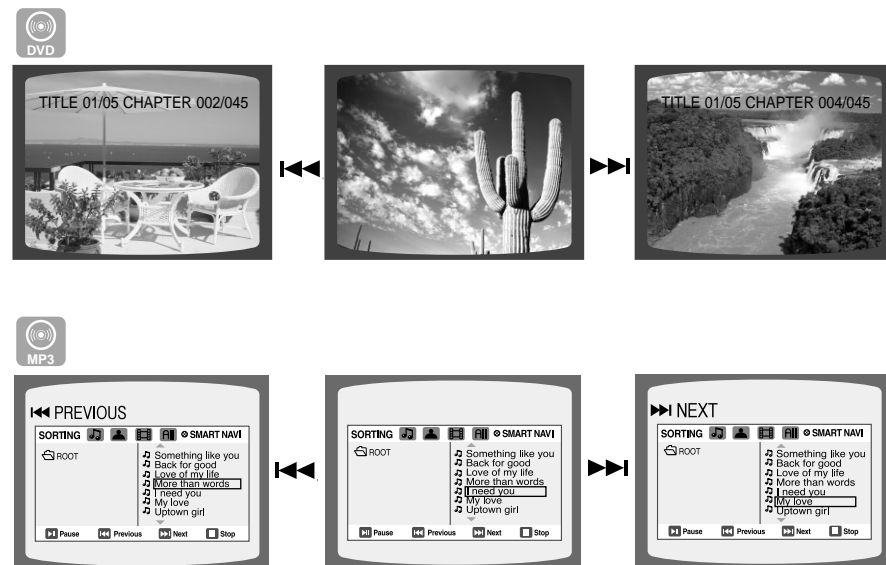 DVD
TITLE 01/05 CHAPTER 002/045
TITLE 01/05 CHAPTER 004/045
MP3
PREVIOUS
SORTING SMART NAVI
ROOT
Something like you
Back for good
Love of my life
More than words
I need you
My love
Uptown girl
Pause Previous Next Stop
SORTING All SMART NAVI
ROOT
Something like you
Back for good
Love of my life
More than words
I need you
My love
Uptown girl
Pause Previous Next Stop
NEXT
SORTING All SMART NAVI
ROOT
Something like you
Back for good
Love of my life
More than words
I need you
My love
Uptown girl
Pause Previous Next Stop